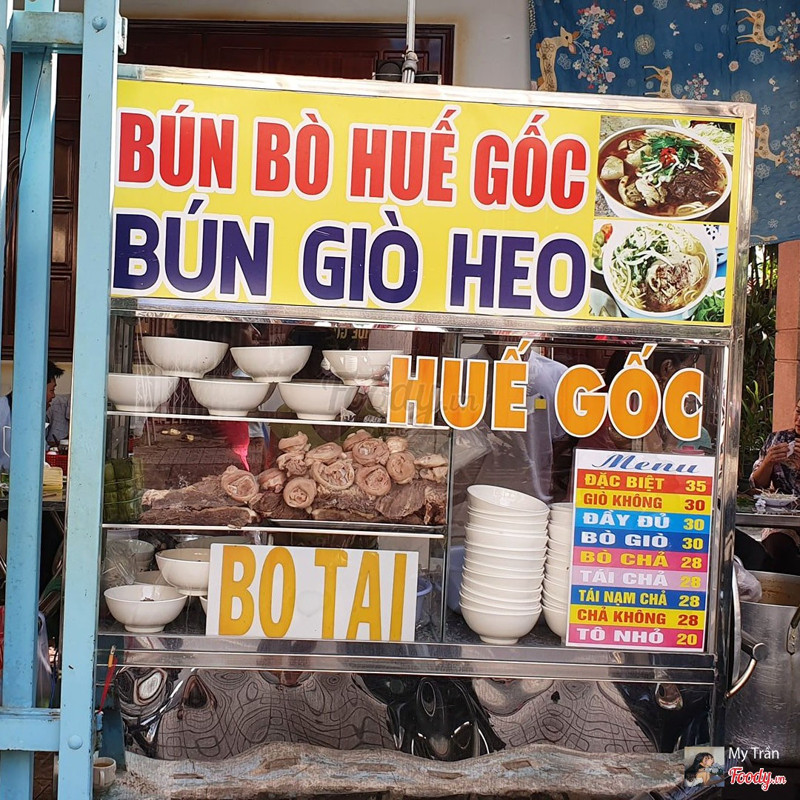 BÚN BÒ HUẾ GỐC
BÚN GIÒ HEO
HUẾ GỐC
Menu
ĐẶC BIỆT 35
GIÒ KHÔNG 30
ĐẦY ĐỦ 30
BÒ GIÒ 30
BÒ CHẢ 28
TÁI CHẢ 28
TÁI NẠM CHẢ 28
CHẢ KHÔNG 28
TÔ NHỎ 20
BO TAI
Foody.vn
My Trần
Foody.vn